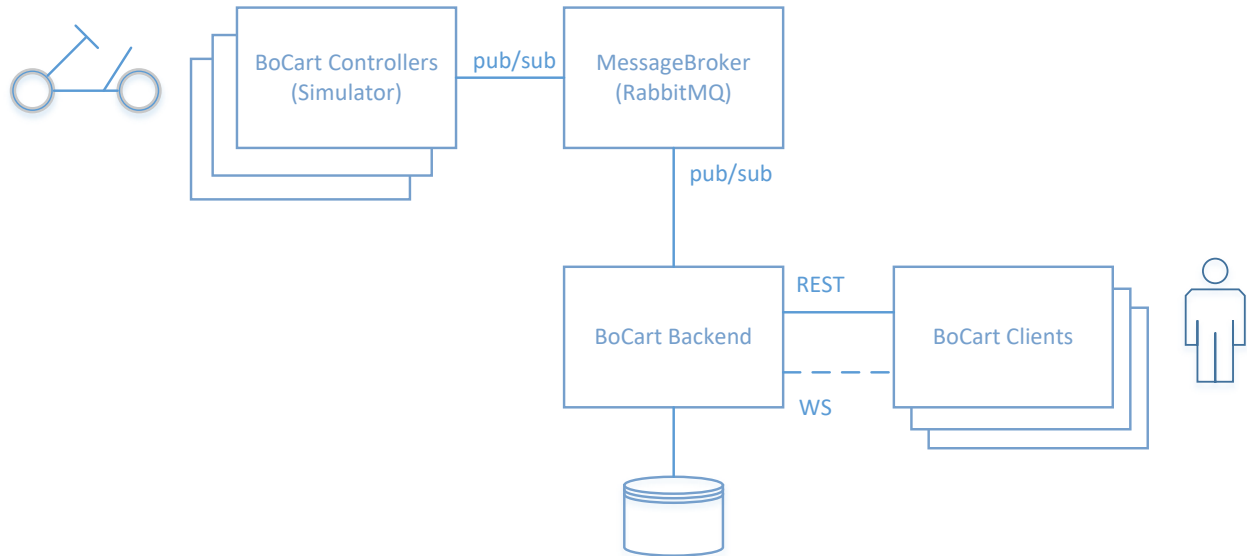 BoCart Controllers
(Simulator)
pub/sub
MessageBroker
(RabbitMQ)
pub/sub
BoCart Backend
REST
WS
BoCart Clients